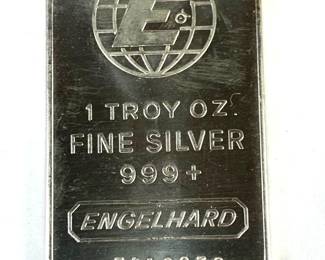 E
1 TROY OZ.
FINE SILVER
999+
ENGELHARD